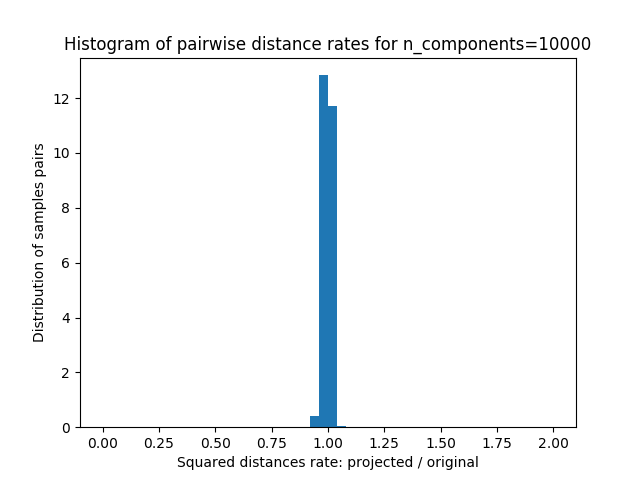 Histogram of pairwise distance rates for n_components=10000
Distribution of samples pairs
12
10
8
6
4
2
0
0.00 0.25 0.50 0.75 1.00 1.25 1.50 1.75 2.00
Squared distances rate: projected / original